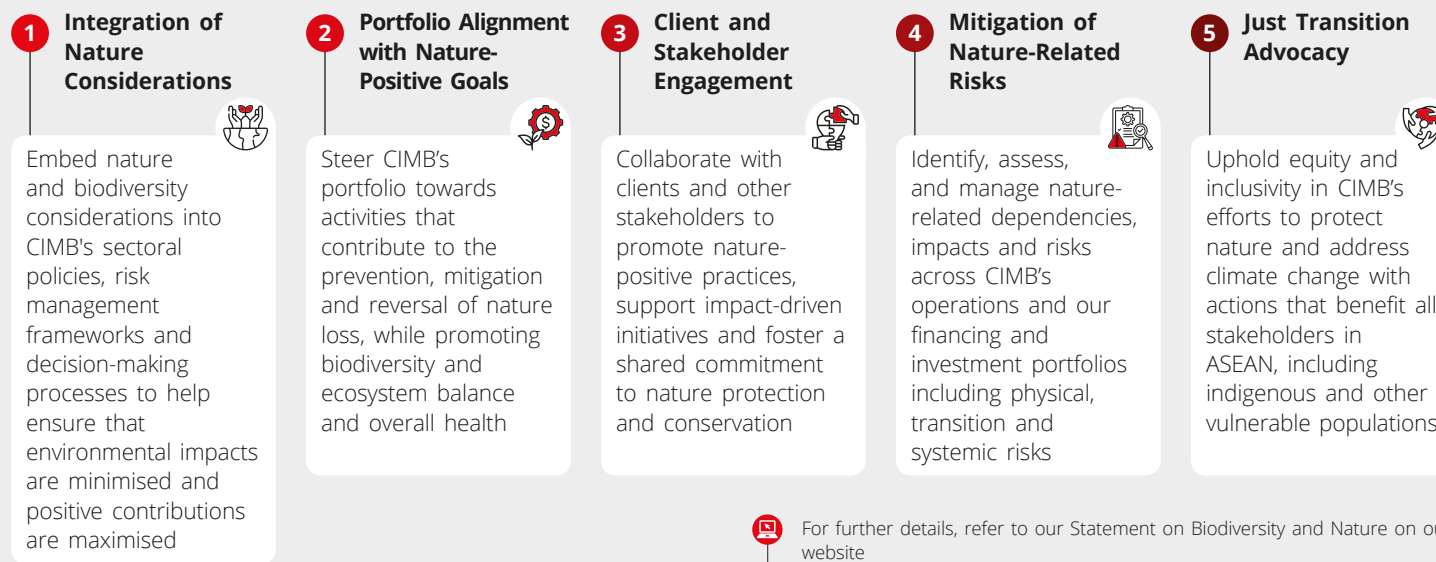 1
Integration of
Nature
Considerations
Embed nature
and biodiversity
considerations into
CIMB's sectoral
policies, risk
management
frameworks and
decision-making
processes to help
ensure that
environmental impacts
are minimised and
positive contributions
are maximised
2
Portfolio Alignment
with Nature-
Positive Goals
Steer CIMB’s
portfolio towards
activities that
contribute to the
prevention, mitigation
and reversal of nature
loss, while promoting
biodiversity and
ecosystem balance
and overall health
3
Client and
Stakeholder
Engagement
Collaborate with
clients and other
stakeholders to
promote nature-
positive practices,
support impact-driven
initiatives and foster a
shared commitment
to nature protection
and conservation
4
Mitigation of
Nature-Related
Risks
Identify, assess,
and manage nature-
related dependencies,
impacts and risks
across CIMB’s
operations and our
financing and
investment portfolios
including physical,
transition and
systemic risks
5
Just Transition
Advocacy
Uphold equity and
inclusivity in CIMB’s
efforts to protect
nature and address
climate change with
actions that benefit all
stakeholders in
ASEAN, including
indigenous and other
vulnerable populations
For further details, refer to our Statement on Biodiversity and Nature on
website